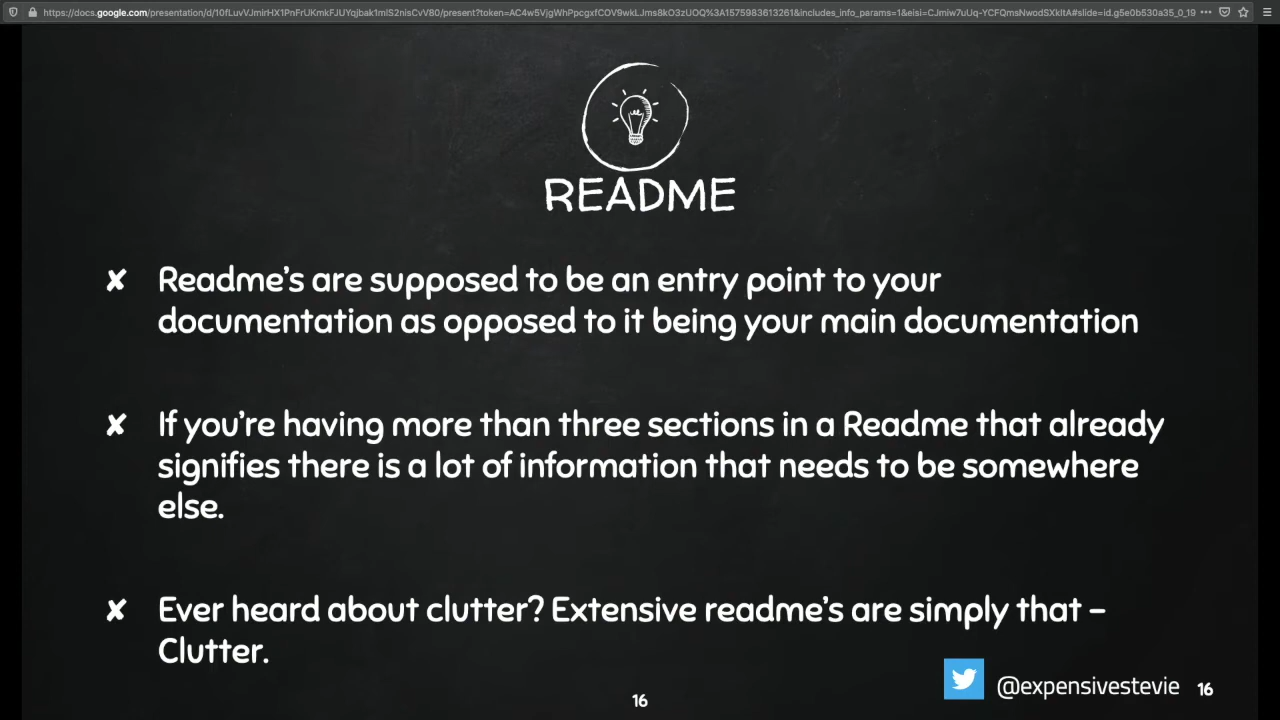 README
✘ Readme's are supposed to be an entry point to your
documentation as opposed to it being your main documentation
✘ If you're having more than three sections in a Readme that already
signifies there is a lot of information that needs to be somewhere
else.
✘ Ever heard about clutter? Extensive readme's are simply that –
Clutter.
@expensivestevie 16
16